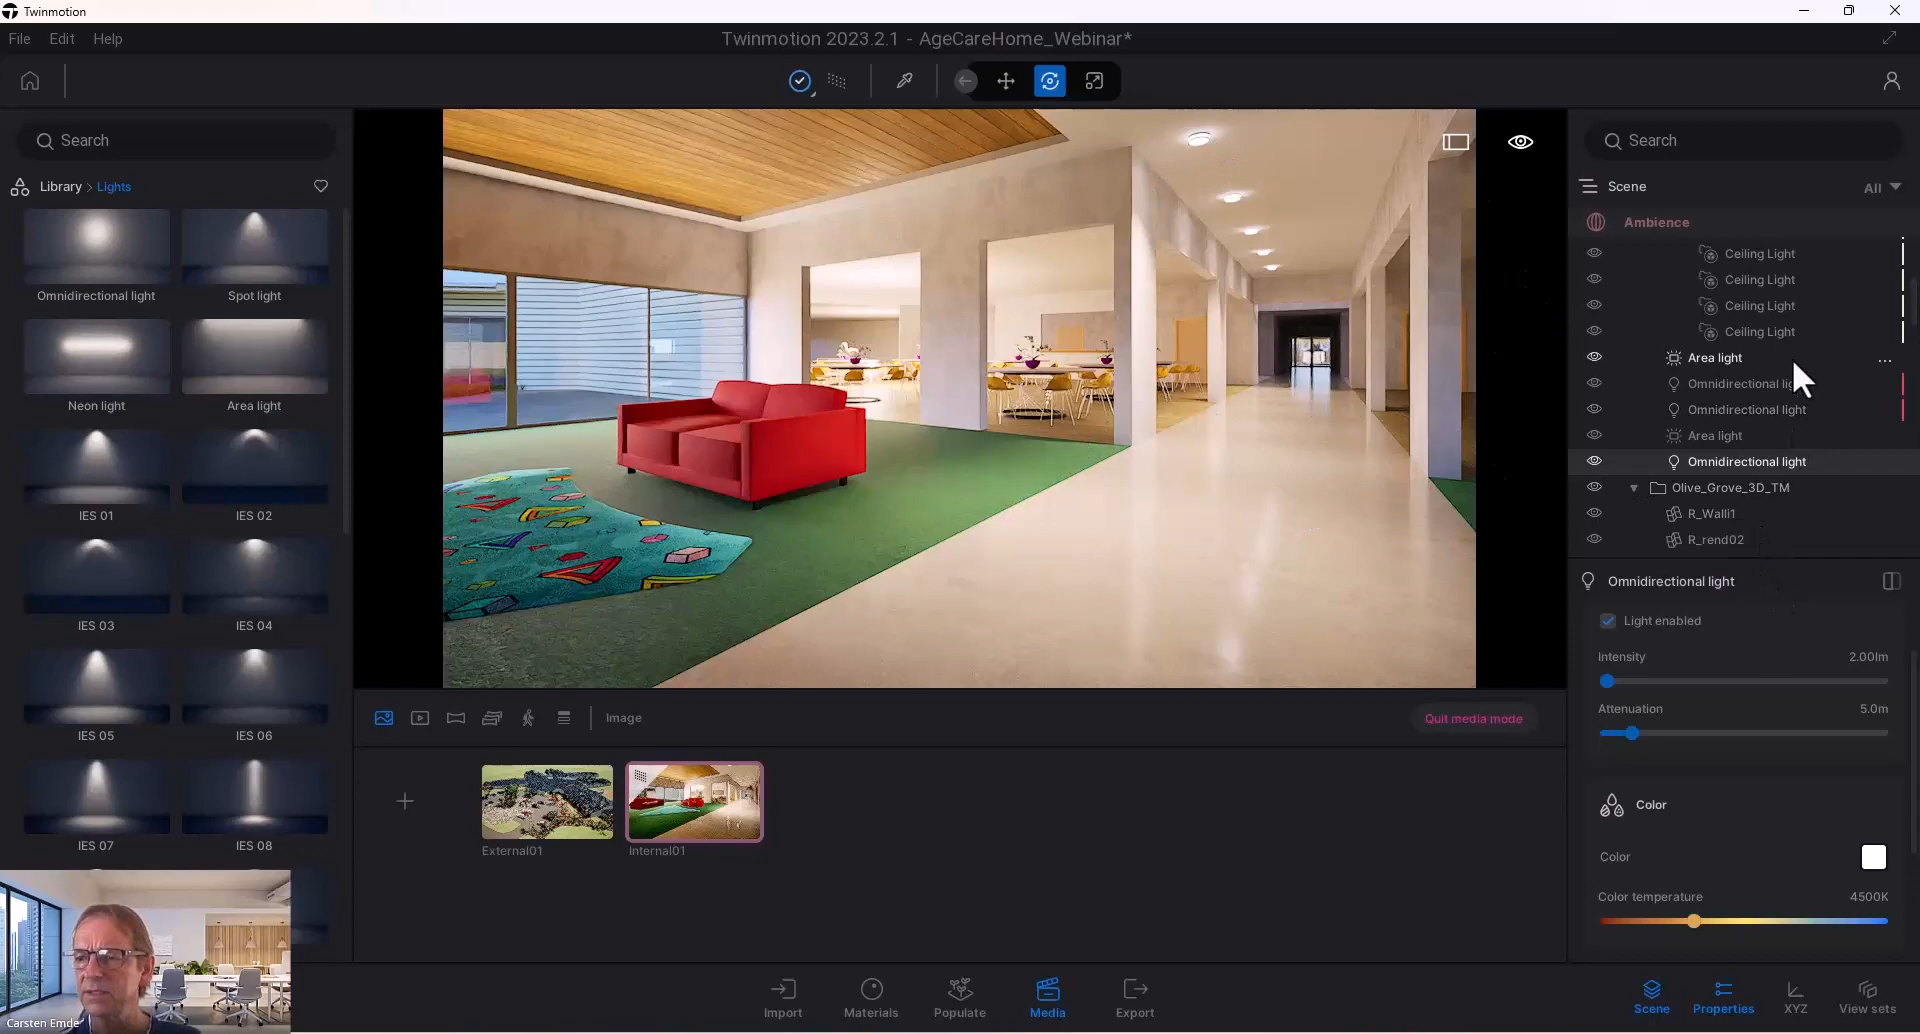 Twinmotion
File Edit Help
Twinmotion 2023.2.1 - AgeCareHome_Webinar*
Search
Library > Lights
Omnidirectional light
Spot light
Neon light
Area light
IES 01
IES 02
IES 03
IES 04
IES 05
IES 06
IES 07
IES 08
Carsten Emde
Image
Quit media mode
External01
Internal01
Import
Materials
Populate
Media
Export
Search
Scene
All
Ambience
Ceiling Light
Ceiling Light
Ceiling Light
Ceiling Light
Area light
Omnidirectional lig
Omnidirectional light
Area light
Omnidirectional light
Olive_Grove_3D_TM
R_Walli1
R_rend02
Omnidirectional light
Light enabled
Intensity 2.00lm
Attenuation 5.0m
Color
Color
Color temperature 4500K
Scene
Properties
XYZ
View sets